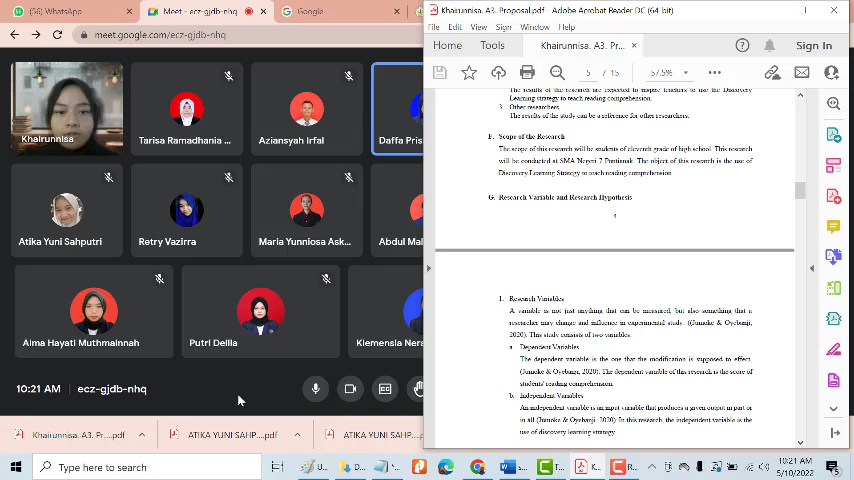 (56) WhatsApp
Meet - ecz-gjdb-nhq
Google
meet.google.com/ecz-gjdb-nhq
Khairunnisa
Tarisa Ramadhania ...
Aziansyah Irfal
Daffa Pris
Atika Yuni Sahputri
Retry Vazirra
Maria Yunniosa Ask...
Abdul Mal
Alma Hayati Muthmainnah
Putri Delila
Klemensia Nera
10:21 AM
ecz-gjdb-nhq
Khairunnisa. A3. Pr....pdf
ATIKA YUNI SAHP....pdf
ATIKA YUNI SAHP
Khairunnisa. A3. Proposal.pdf - Adobe Acrobat Reader DC (64-bit)
File Edit View Sign Window Help
Home Tools Khairunnisa. A3. Pr... Sign In
5 / 15 57.5%
The results of the research are expected to inspire teachers to use the Discovery
Learning strategy to teach reading comprehension.
3. Other researchers
The results of the study can be a reference for other researchers.
F. Scope of the Research
The scope of this research will be students of eleventh grade of high school. This research
will be conducted at SMA Negeri 7 Pontianak. The object of this research is the use of
Discovery Learning Strategy to teach reading comprehension.
G. Research Variable and Research Hypothesis
4
1. Research Variables
A variable is not just anything that can be measured, but also something that a
researcher may change and influence in experimental study. ((Jumoke & Oyebanji,
2020). This study consists of two variables.
a. Dependent Variables
The dependent variable is the one that the modification is supposed to effect.
(Jumoke & Oyebanji, 2020). The dependent variable of this research is the score of
students' reading comprehension.
b. Independent Variables
An independent variable is an input variable that produces a given output in part or
in all (Jumoke & Oyebanji, 2020). In this research, the independent variable is the
use of discovery learning strategy
Type here to search
10:21 AM
5/10/2022
5